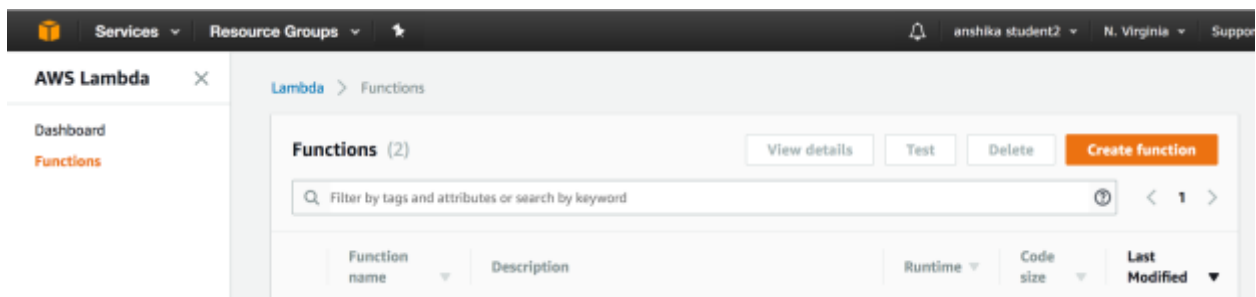 Services Resource Groups anshika student2 N. Virginia Suppor
AWS Lambda
Lambda > Functions
Dashboard
Functions
Functions (2) View details Test Delete Create function
Filter by tags and attributes or search by keyword 1
Function name Description Runtime Code size Last Modified